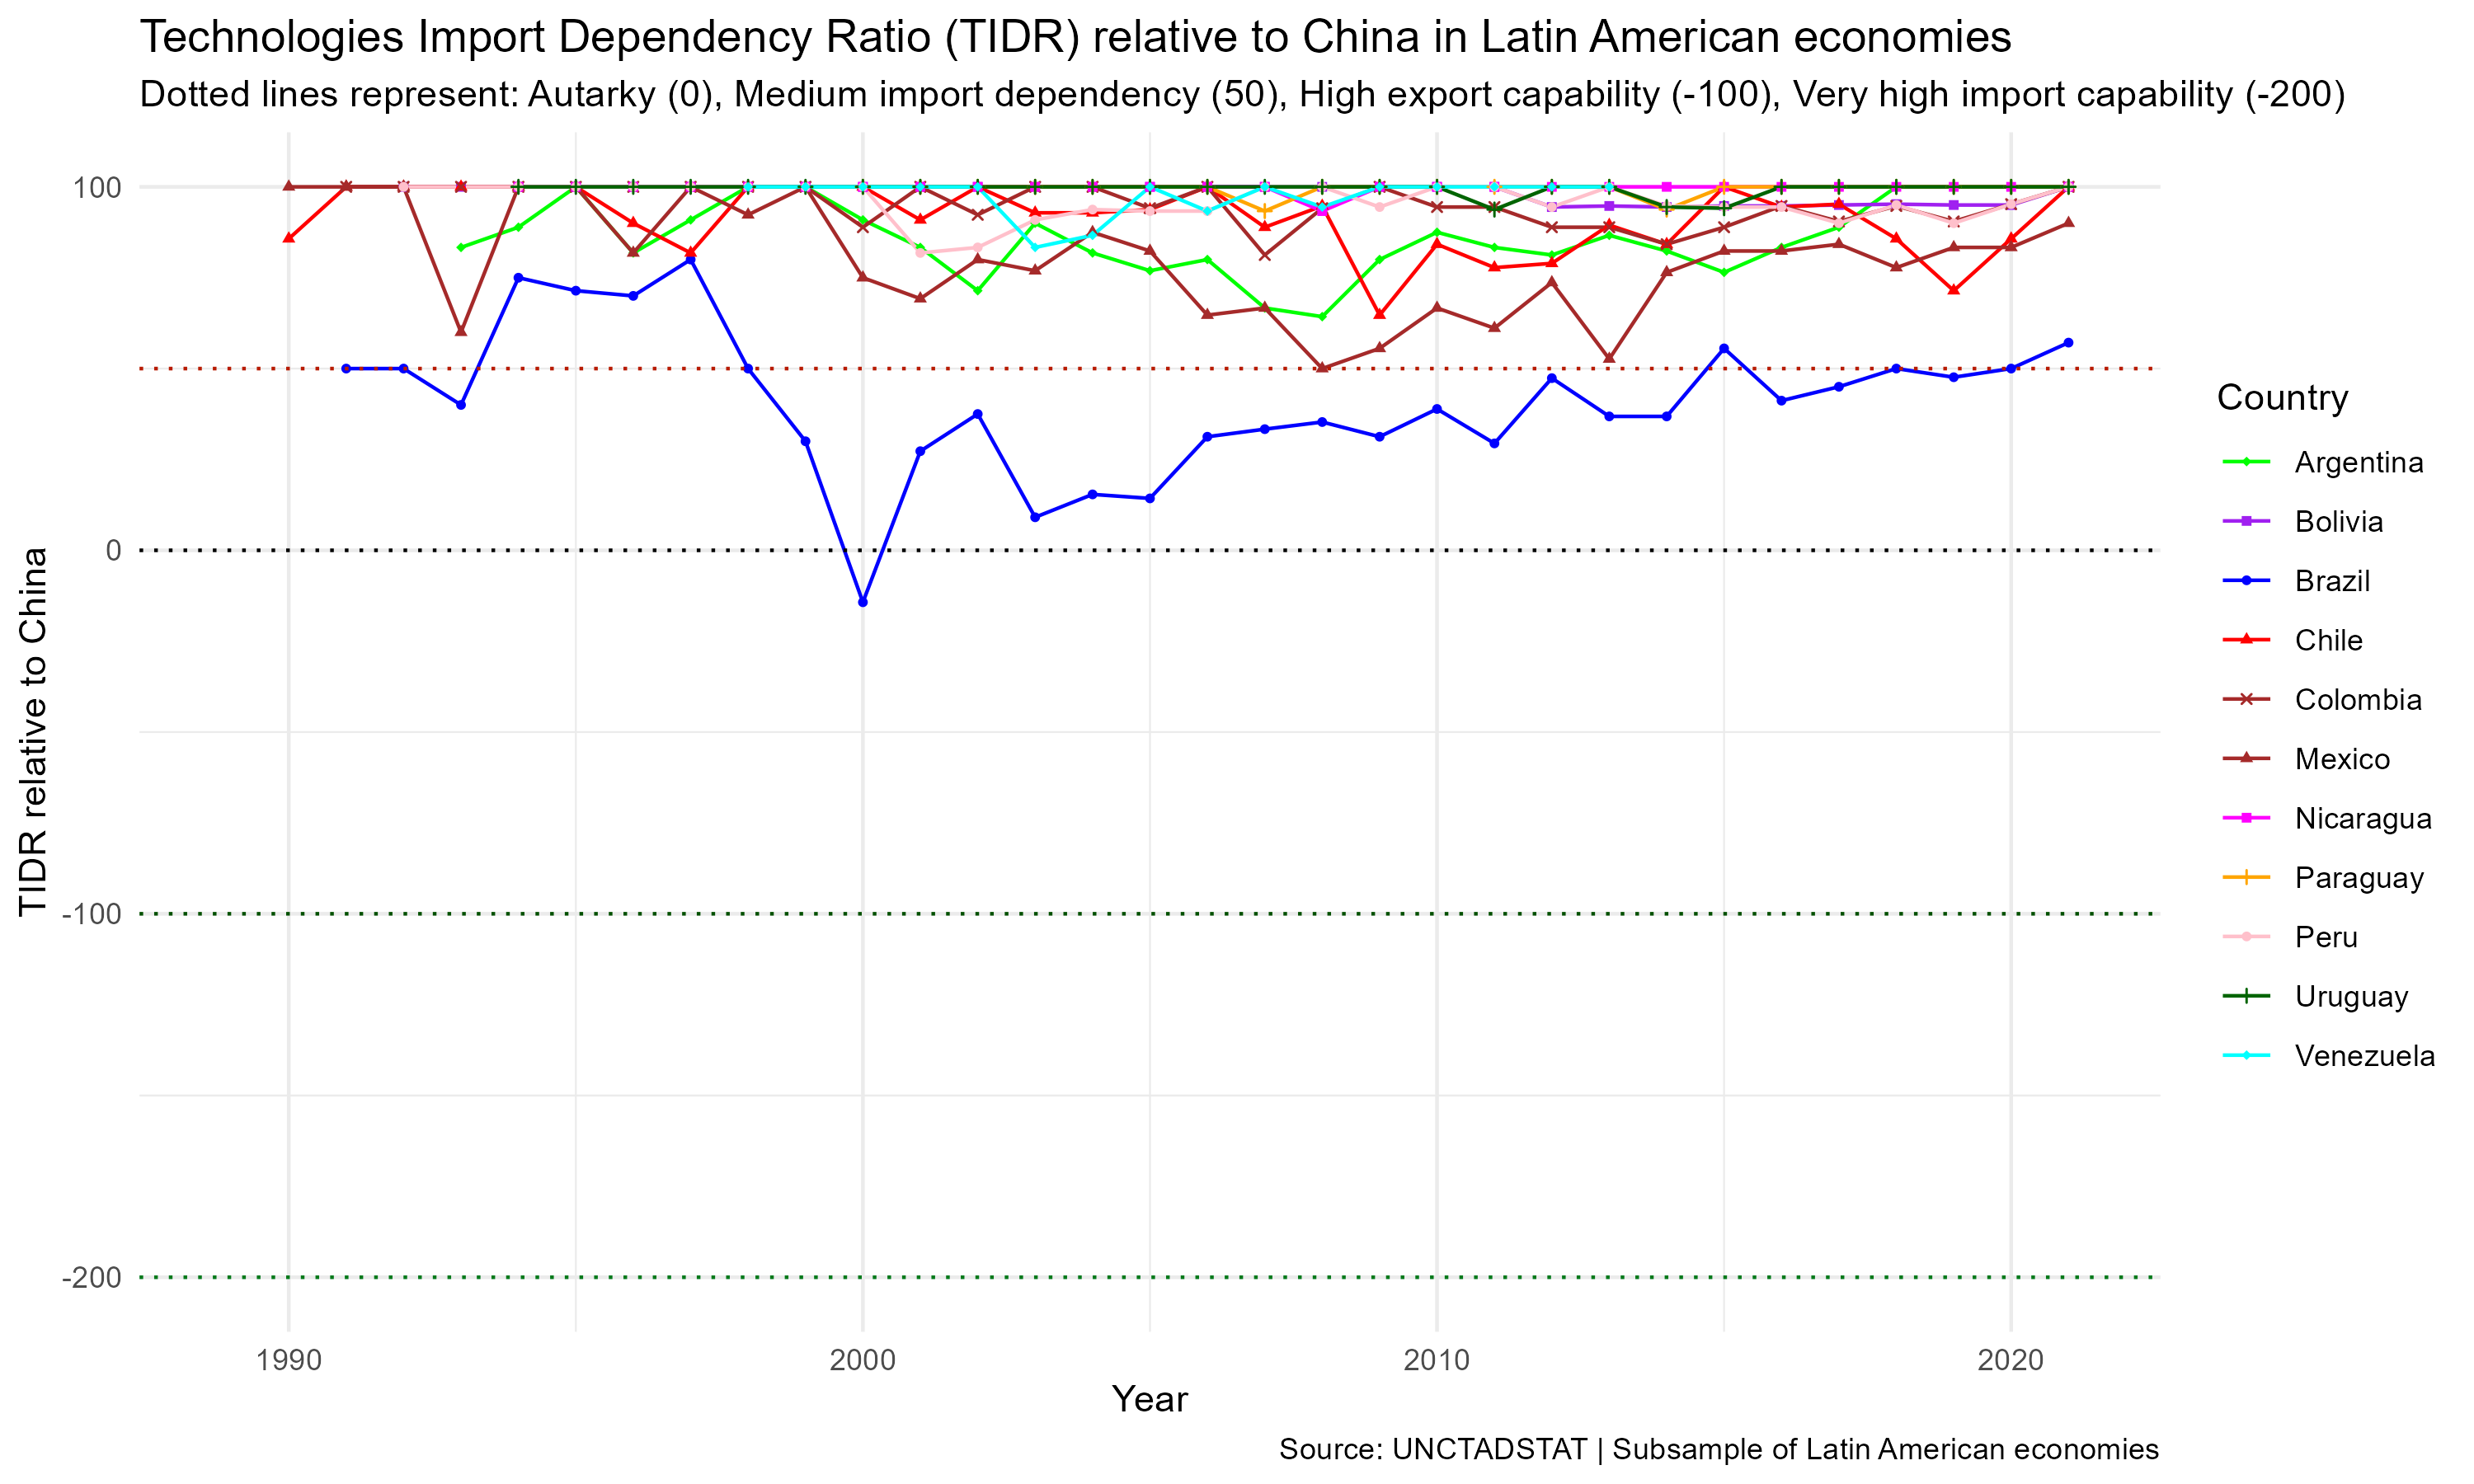 Technologies Import Dependency Ratio (TIDR) relative to China in Latin American economies
Dotted lines represent: Autarky (0), Medium import dependency (50), High export capability (-100), Very high import capability (-200)
TIDR relative to China
100
0
-100
-200
1990
2000
2010
2020
Year
Country
Argentina
Bolivia
Brazil
Chile
Colombia
Mexico
Nicaragua
Paraguay
Peru
Uruguay
Venezuela
Source: UNCTADSTAT | Subsample of Latin American economies